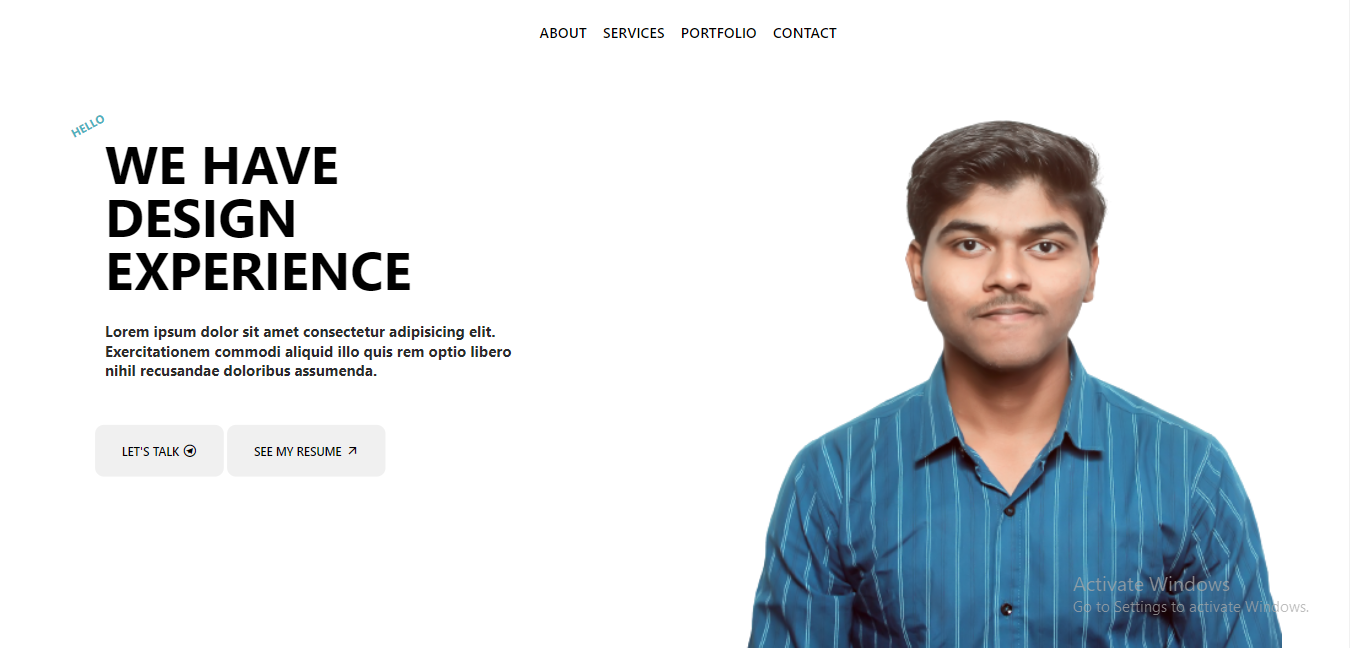 ABOUT SERVICES PORTFOLIO CONTACT
HELLO
WE HAVE
DESIGN
EXPERIENCE
Lorem ipsum dolor sit amet consectetur adipisicing elit.
Exercitationem commodi aliquid illo quis rem optio libero
nihil recusandae doloribus assumenda.
LET'S TALK SEE MY RESUME
Activate Windows
Go to Settings to activate Windows.